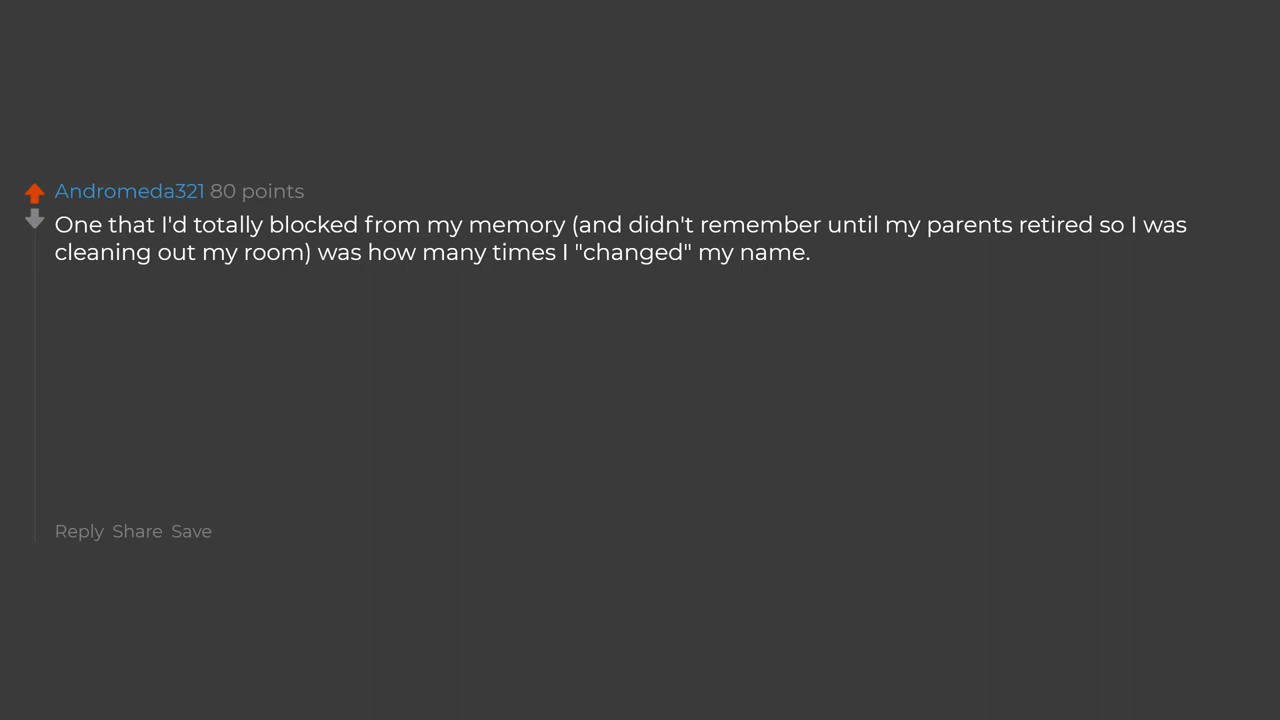 Andromeda321 80 points
One that I'd totally blocked from my memory (and didn't remember until my parents retired so I was
cleaning out my room) was how many times I "changed" my name.
Reply Share Save